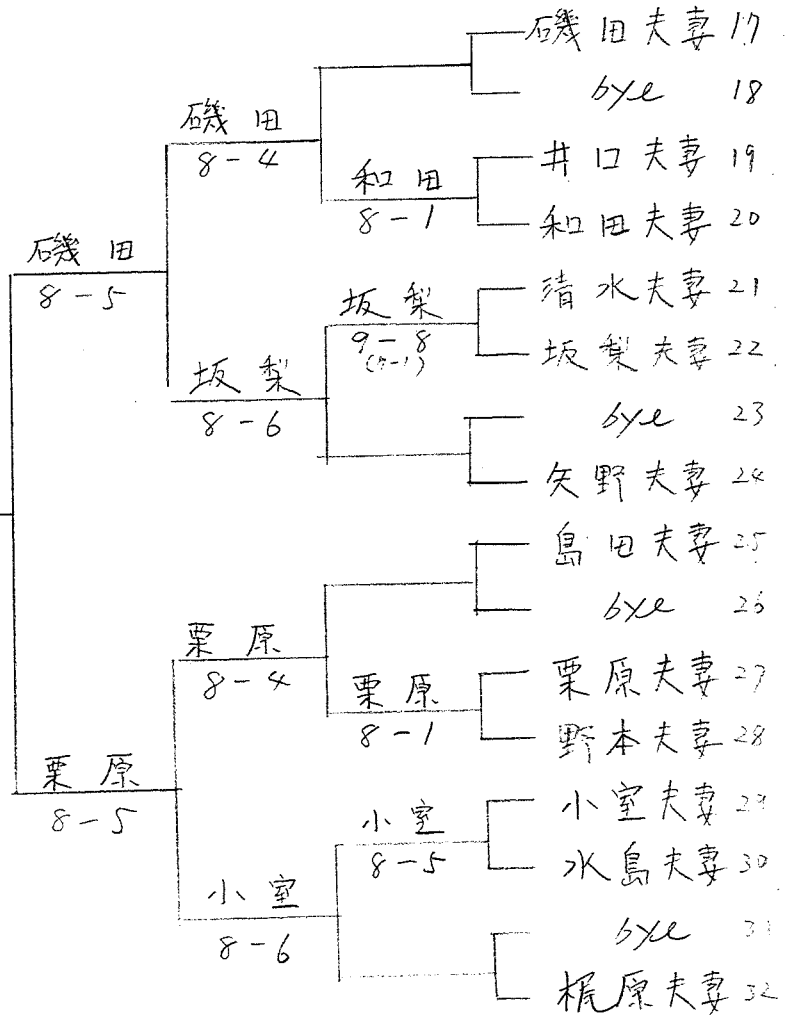 磯田夫妻 17
bye 18
磯田
8-4
井口夫妻 19
和田
8-1
和田夫妻 20
磯田
8-5
清水夫妻 21
坂梨
9-8
(7-1)
坂梨夫妻 22
坂梨
8-6
bye 23
矢野夫妻 24
島田夫妻 25
bye 26
栗原
8-4
栗原夫妻 27
栗原
8-1
野本夫妻 28
栗原
8-5
小室夫妻 29
小室
8-5
水島夫妻 30
小室
8-6
bye 31
梶原夫妻 32